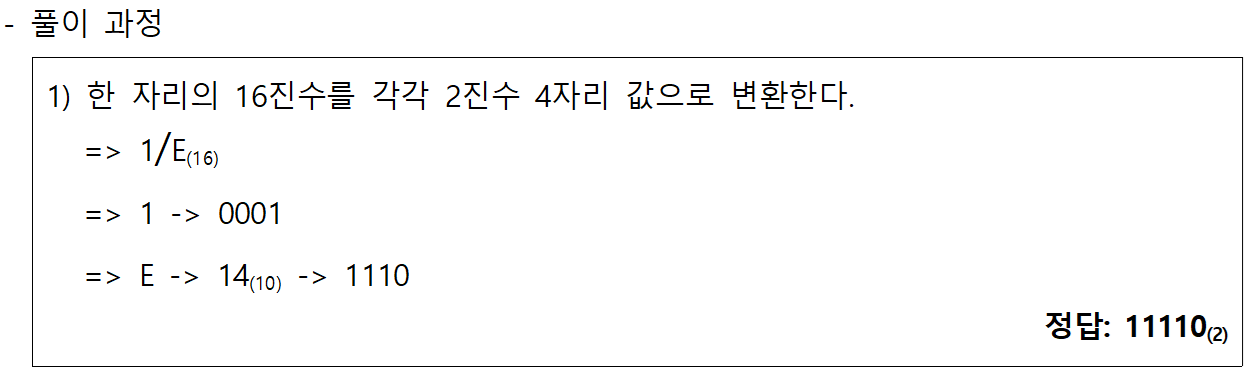 - 풀이 과정
1) 한 자리의 16진수를 각각 2진수 4자리 값으로 변환한다.
=> 1/E(16)
=> 1 -> 0001
=> E -> 14(10) -> 1110
정답: 11110(2)